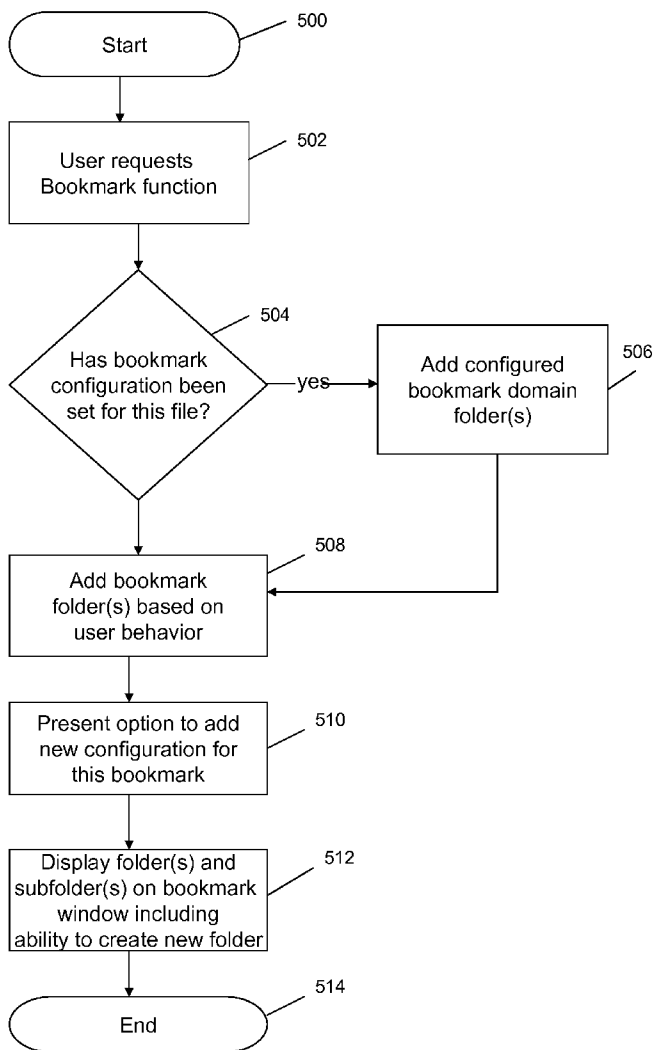 Start
500
User requests
Bookmark function
502
Has bookmark
configuration been
set for this file?
504
yes
Add configured
bookmark domain
folder(s)
506
Add bookmark
folder(s) based on
user behavior
508
Present option to add
new configuration for
this bookmark
510
Display folder(s) and
subfolder(s) on bookmark
window including
ability to create new folder
512
End
514